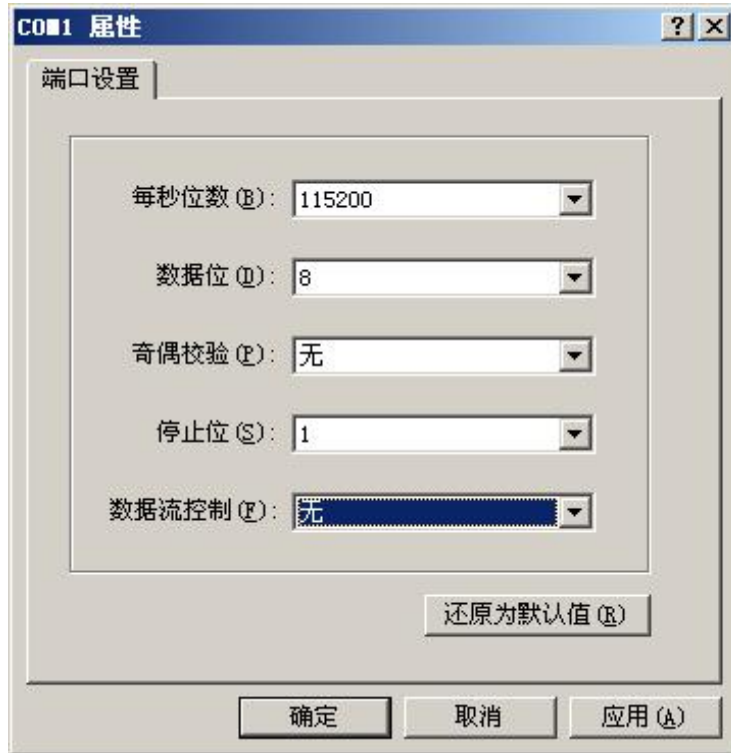 COM1 属性
端口设置
每秒位数(B): 115200
数据位(D): 8
奇偶校验(P): 无
停止位(S): 1
数据流控制(F): 无
还原为默认值(R)
确定 取消 应用(A)